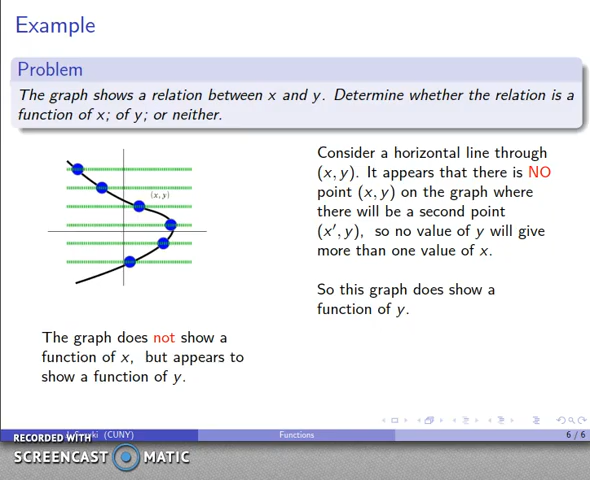 Example
Problem
The graph shows a relation between x and y. Determine whether the relation is a
function of x; of y; or neither.
(x, y)
Consider a horizontal line through
(x, y). It appears that there is NO
point (x, y) on the graph where
there will be a second point
(x′, y), so no value of y will give
more than one value of x.
So this graph does show a
function of y.
The graph does not show a
function of x, but appears to
show a function of y.
(CUNY)
Functions
6 / 6
RECORDED WITH
SCREENCAST MATIC